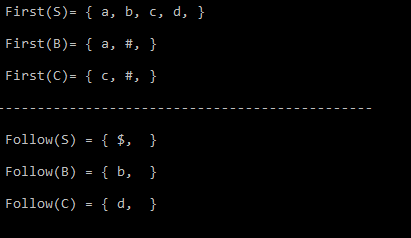 First(S)= { a, b, c, d, }
First(B)= { a, #, }
First(C)= { c, #, }
-----------------------------------------------
Follow(S) = { $,  }
Follow(B) = { b,  }
Follow(C) = { d,  }